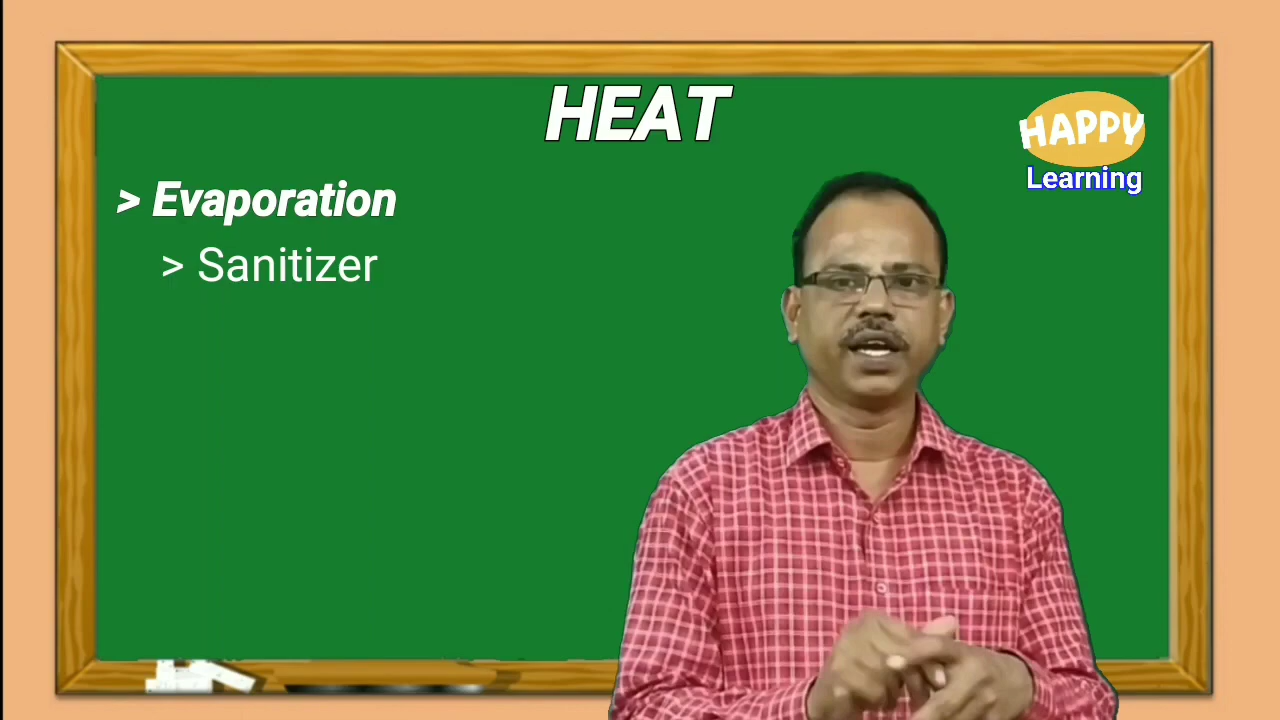 HEAT
HAPPY
Learning
> Evaporation
> Sanitizer